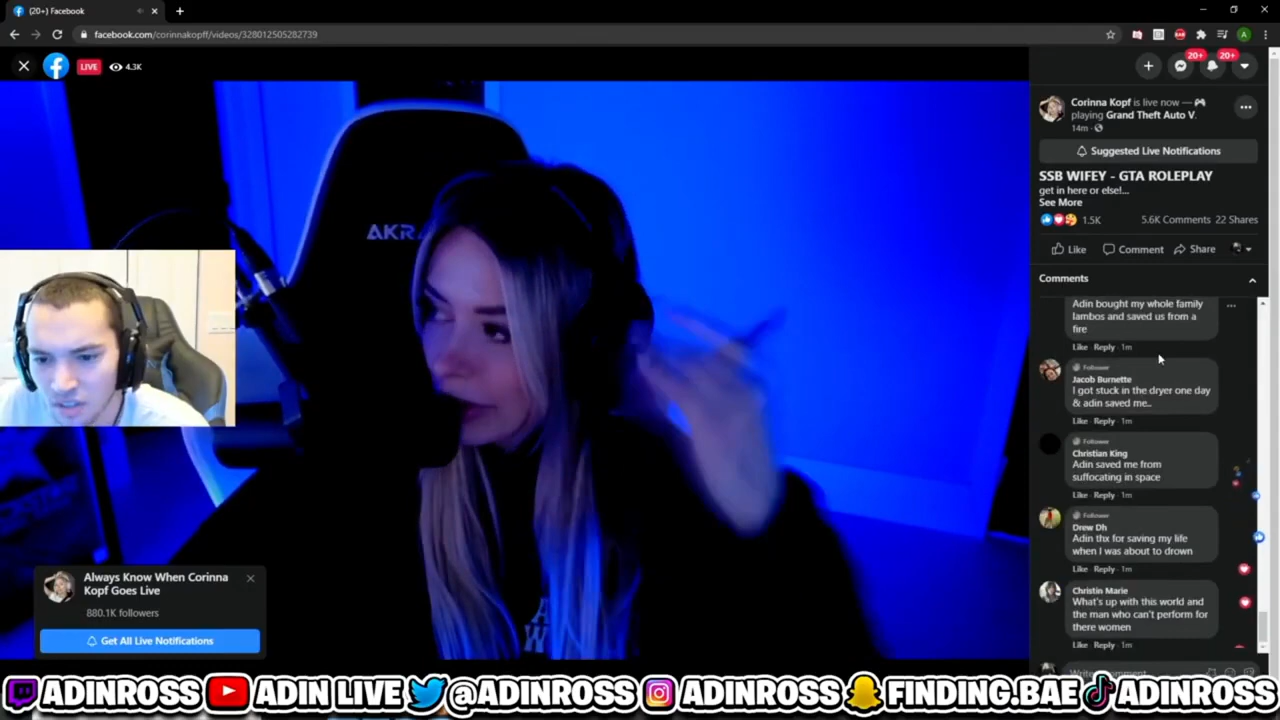 (20+) Facebook
facebook.com/corinnakopff/videos/328012505282739
LIVE 4.3K
20+ 20+
Corinna Kopf is live now —
playing Grand Theft Auto V.
14m
Suggested Live Notifications
SSB WIFEY - GTA ROLEPLAY
get in here or else!...
See More
1.5K 5.6K Comments 22 Shares
Like Comment Share
Comments
Adin bought my whole family
lambos and saved us from a
fire
Like Reply 1m
Follower
Jacob Burnette
I got stuck in the dryer one day
& adin saved me..
Like Reply 1m
Follower
Christian King
Adin saved me from
suffocating in space
Like Reply 1m
Follower
Drew Dh
Adin thx for saving my life
when I was about to drown
Like Reply 1m
Christin Marie
What's up with this world and
the man who can't perform for
there women
Like Reply 1m
AKRA
Always Know When Corinna
Kopf Goes Live
880.1K followers
Get All Live Notifications
ADINROSS ADIN LIVE @ADINROSS ADINROSS FINDING.BAE ADINROSS